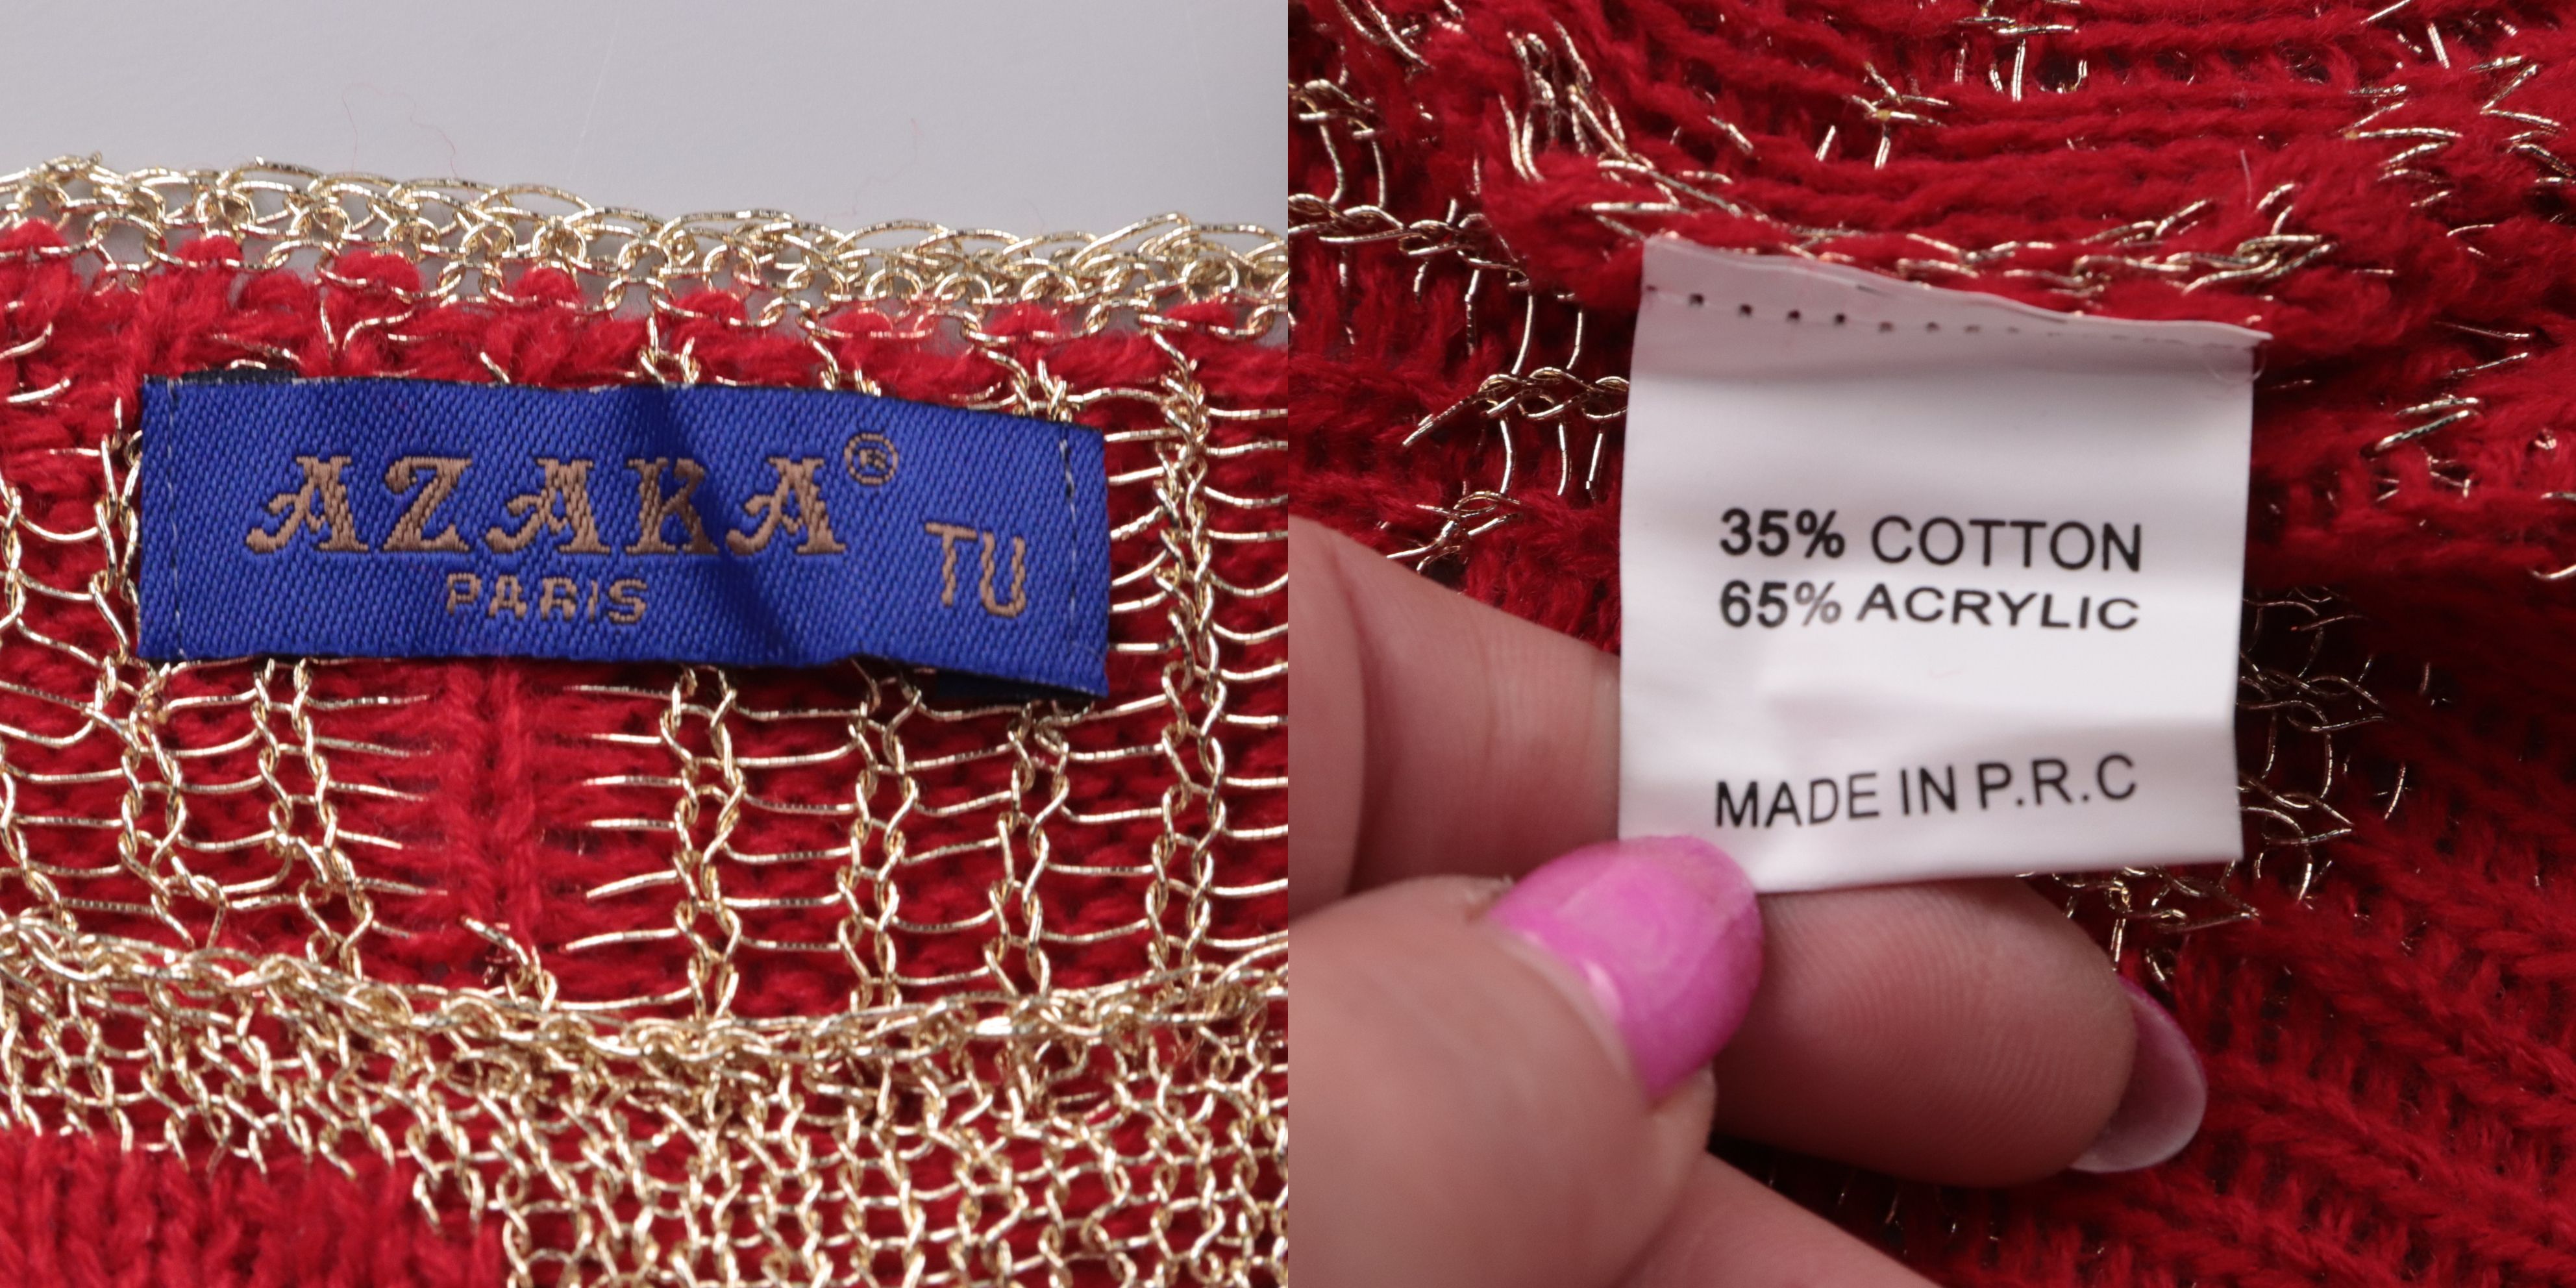 AZAKA®
PARIS
TU
35% COTTON
65% ACRYLIC
MADE IN P.R.C